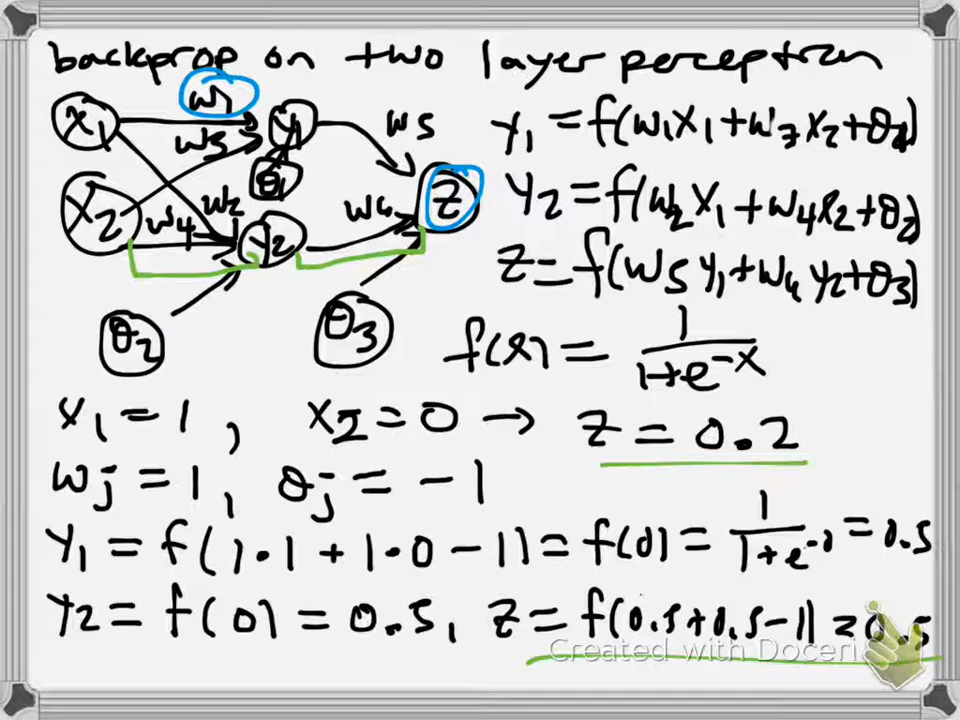 backprop on two layer perceptron
x1 w1 y1 w5 y1 = f(w1x1+w3x2+θ1)
w3 θ1
x2 w4 w2 y2 w6 z y2 = f(w2x1+w4x2+θ2)
z = f(w5y1+w6y2+θ3)
θ2 θ3 f(x) = 1/(1+e^-x)
x1 = 1, x2 = 0 → z = 0.2
wj = 1, θj = -1
y1 = f(1·1+1·0-1) = f(0) = 1/(1+e^-0) = 0.5
y2 = f(0) = 0.5, z = f(0.5+0.5-1) = 0.5
Created with Doceri